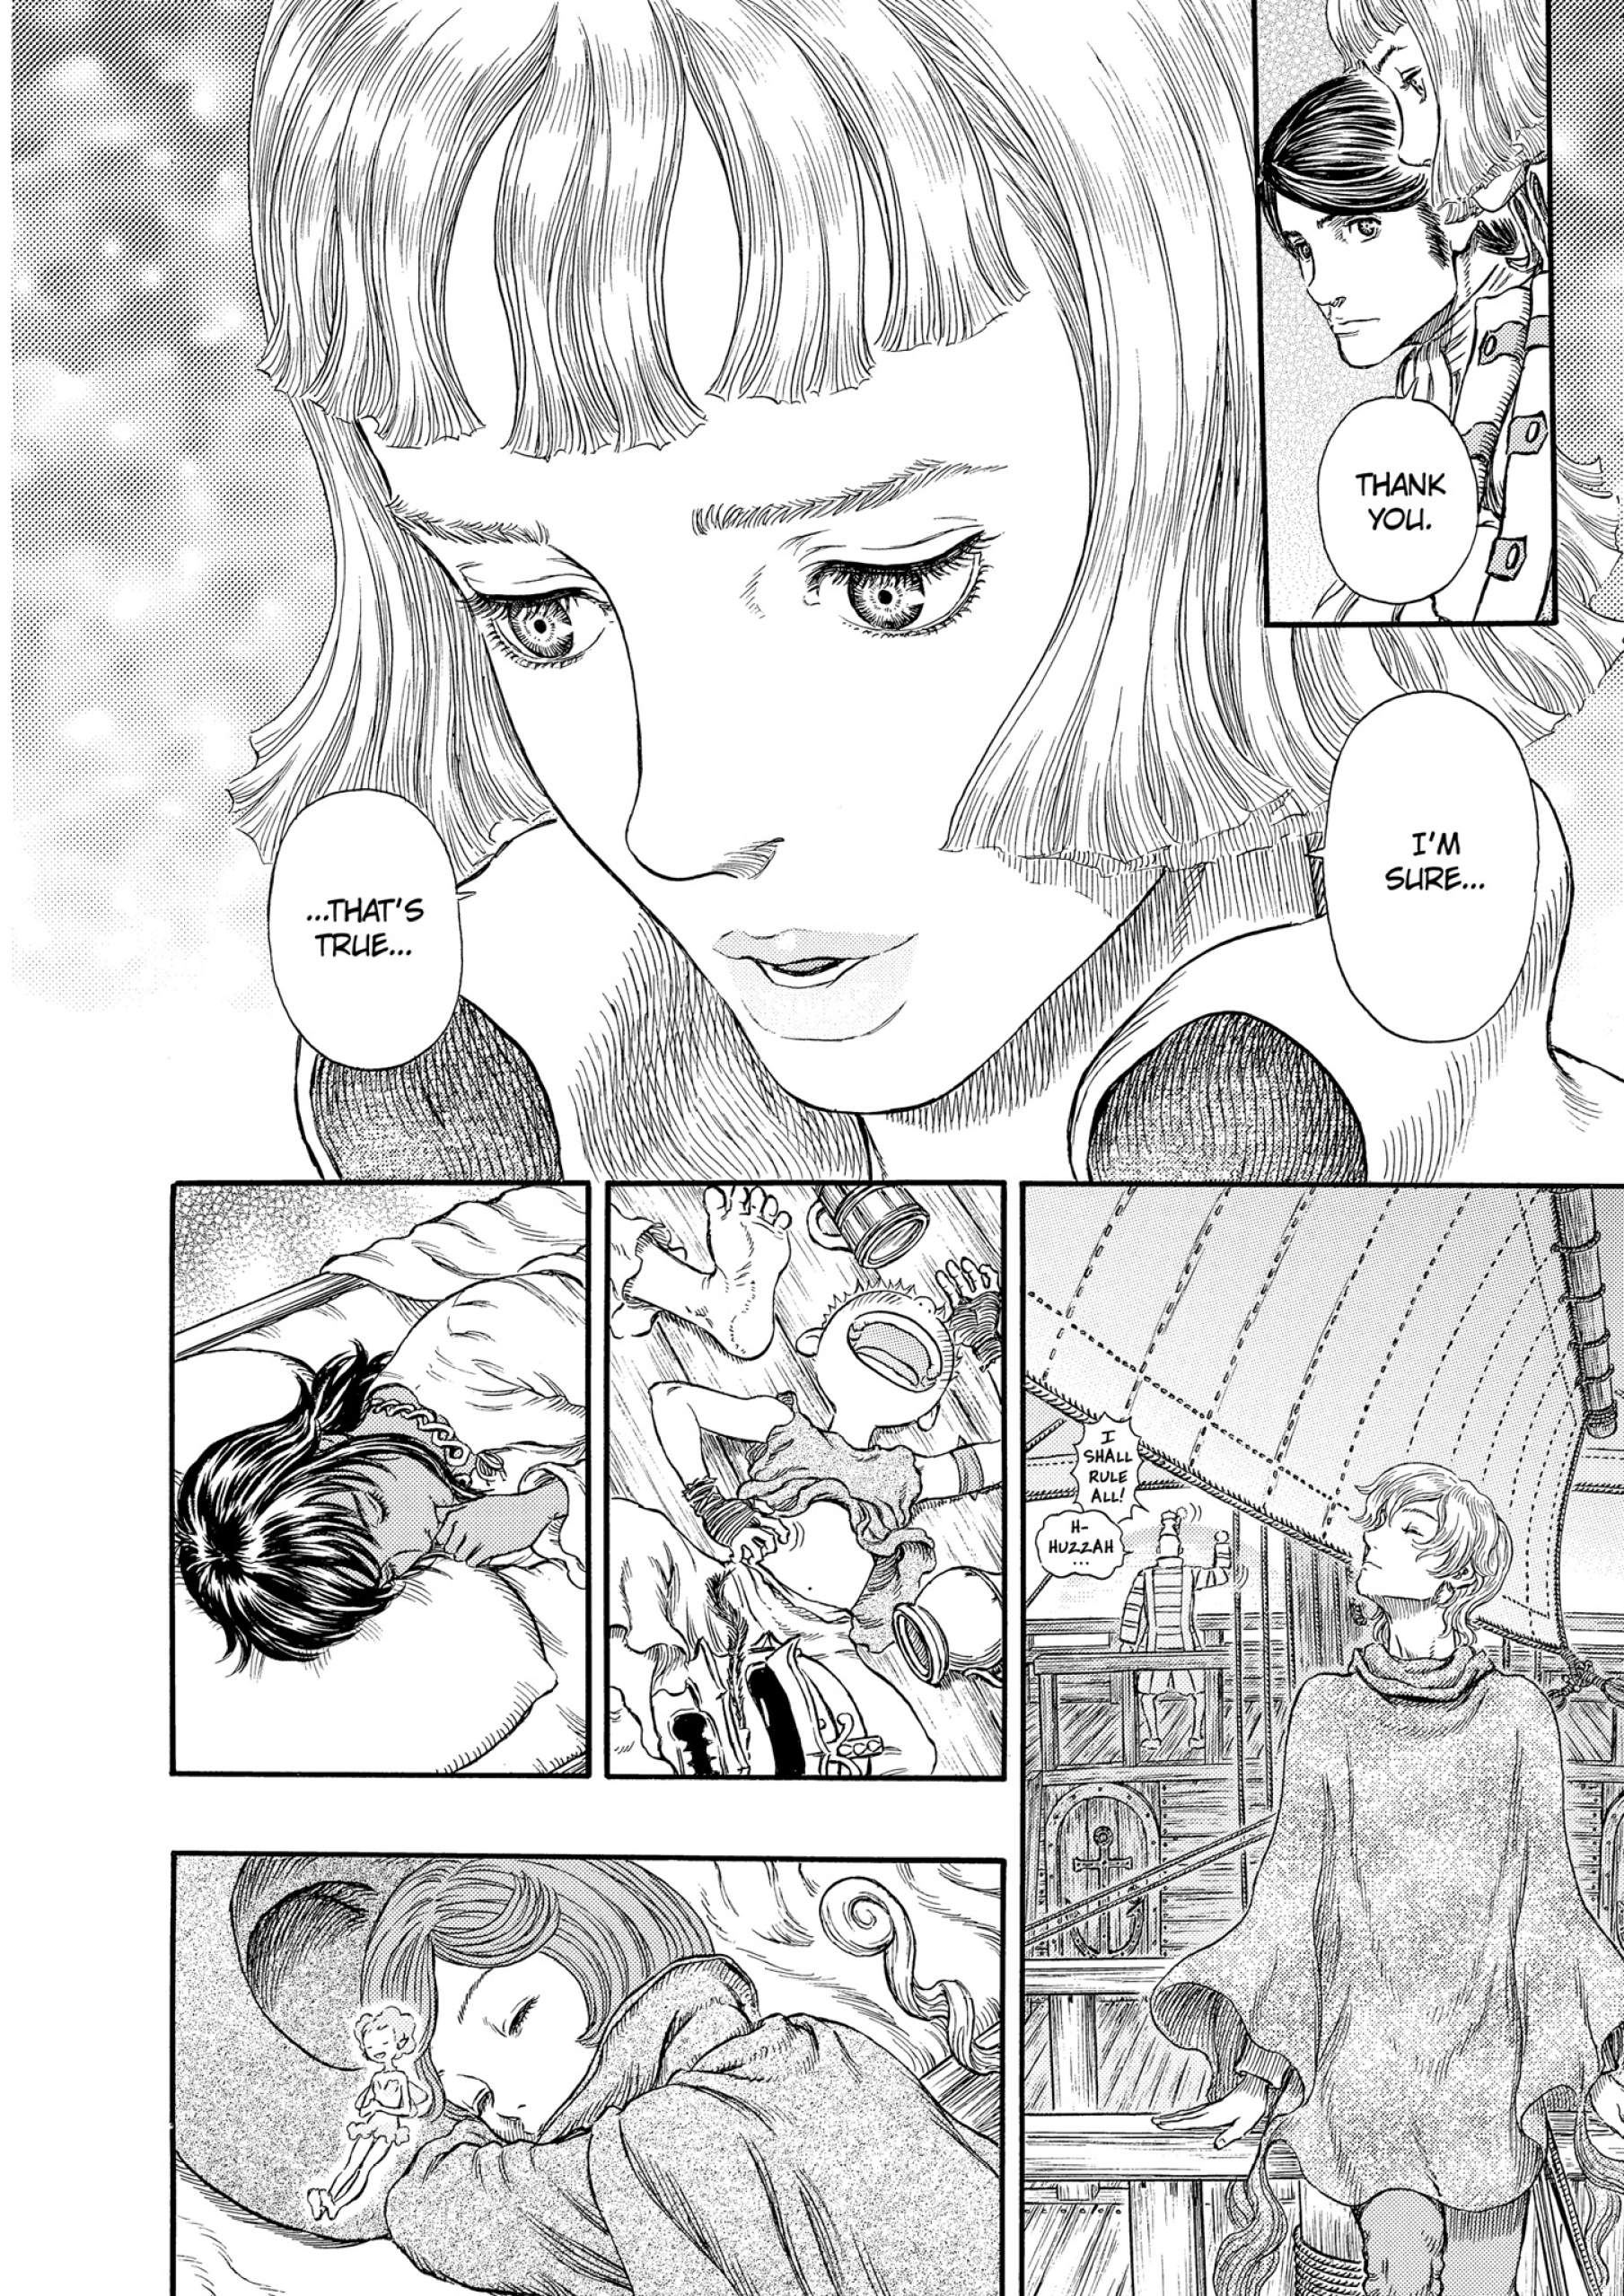 THANK
YOU.
I'M
SURE...
...THAT'S
TRUE...
I
SHALL
RULE
ALL!
H-
HUZZAH
...